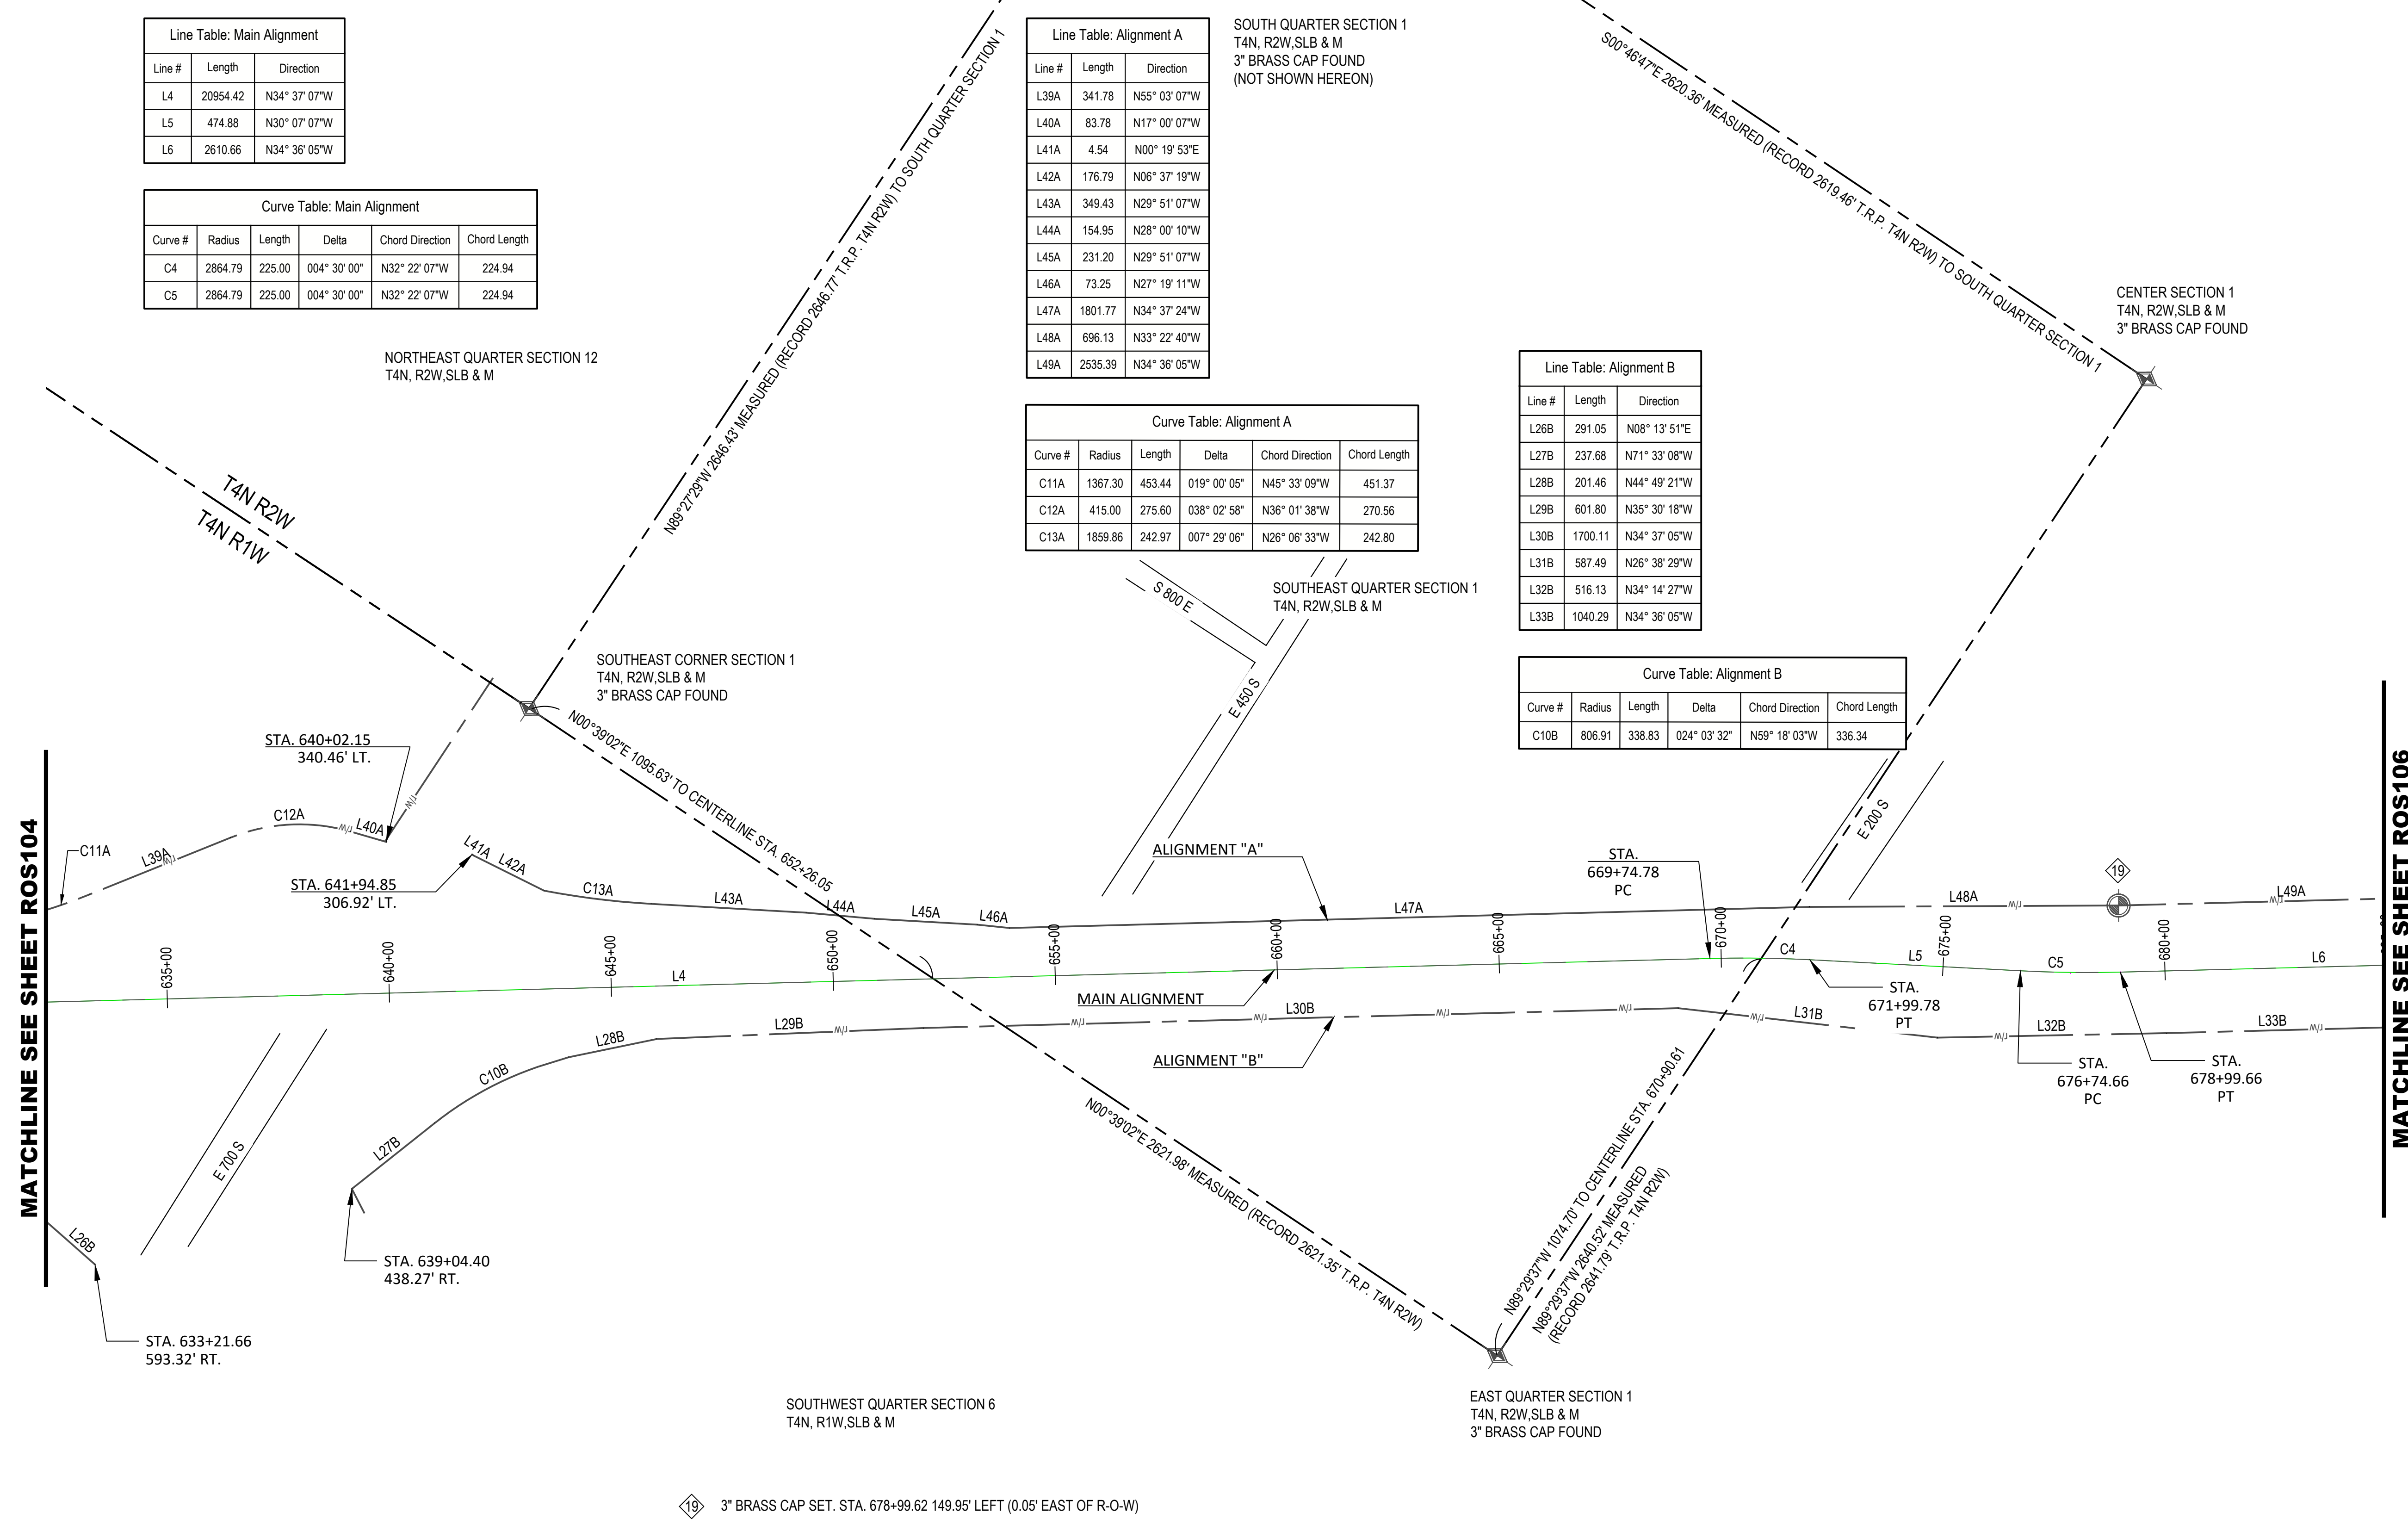 Line Table: Main Alignment
Line # Length Direction
L4 20954.42 N34° 37' 07"W
L5 474.88 N30° 07' 07"W
L6 2610.66 N34° 36' 05"W
Curve Table: Main Alignment
Curve # Radius Length Delta Chord Direction Chord Length
C4 2864.79 225.00 004° 30' 00" N32° 22' 07"W 224.94
C5 2864.79 225.00 004° 30' 00" N32° 22' 07"W 224.94
NORTHEAST QUARTER SECTION 12
T4N, R2W,SLB & M
T4N R2W
T4N R1W
N89°27'29"W 2646.43' MEASURED (RECORD 2646.77' T.R.P. T4N R2W) TO SOUTH QUARTER SECTION 1
Line Table: Alignment A
Line # Length Direction
L39A 341.78 N55° 03' 07"W
L40A 83.78 N17° 00' 07"W
L41A 4.54 N00° 19' 53"E
L42A 176.79 N06° 37' 19"W
L43A 349.43 N29° 51' 07"W
L44A 154.95 N28° 00' 10"W
L45A 231.20 N29° 51' 07"W
L46A 73.25 N27° 19' 11"W
L47A 1801.77 N34° 37' 24"W
L48A 696.13 N33° 22' 40"W
L49A 2535.39 N34° 36' 05"W
SOUTH QUARTER SECTION 1
T4N, R2W,SLB & M
3" BRASS CAP FOUND
(NOT SHOWN HEREON)
Curve Table: Alignment A
Curve # Radius Length Delta Chord Direction Chord Length
C11A 1367.30 453.44 019° 00' 05" N45° 33' 09"W 451.37
C12A 415.00 275.60 038° 02' 58" N36° 01' 38"W 270.56
C13A 1859.86 242.97 007° 29' 06" N26° 06' 33"W 242.80
S00°46'47"E 2620.36' MEASURED (RECORD 2619.46' T.R.P. T4N R2W) TO SOUTH QUARTER SECTION 1
CENTER SECTION 1
T4N, R2W,SLB & M
3" BRASS CAP FOUND
Line Table: Alignment B
Line # Length Direction
L26B 291.05 N08° 13' 51"E
L27B 237.68 N71° 33' 08"W
L28B 201.46 N44° 49' 21"W
L29B 601.80 N35° 30' 18"W
L30B 1700.11 N34° 37' 05"W
L31B 587.49 N26° 38' 29"W
L32B 516.13 N34° 14' 27"W
L33B 1040.29 N34° 36' 05"W
Curve Table: Alignment B
Curve # Radius Length Delta Chord Direction Chord Length
C10B 806.91 338.83 024° 03' 32" N59° 18' 03"W 336.34
S 800 E
SOUTHEAST QUARTER SECTION 1
T4N, R2W,SLB & M
E 450 S
SOUTHEAST CORNER SECTION 1
T4N, R2W,SLB & M
3" BRASS CAP FOUND
N00°39'02"E 1095.63' TO CENTERLINE STA. 652+26.05
STA. 640+02.15
340.46' LT.
MATCHLINE SEE SHEET ROS104
C11A
L39A
r/w
C12A
r/w
L40A
r/w
L41A
L42A
STA. 641+94.85
306.92' LT.
C13A
L43A
L44A
L45A
L46A
ALIGNMENT "A"
L47A
STA.
669+74.78
PC
E 200 S
L48A
r/w
19
L49A
r/w
MATCHLINE SEE SHEET ROS106
635+00
640+00
645+00
650+00
655+00
660+00
665+00
670+00
675+00
680+00
L4
MAIN ALIGNMENT
C4
STA.
671+99.78
PT
L5
C5
L6
L28B
L29B
r/w
r/w
L30B
r/w
r/w
r/w
L31B
r/w
L32B
r/w
L33B
ALIGNMENT "B"
STA.
676+74.66
PC
STA.
678+99.66
PT
C10B
L27B
E 700 S
L26B
r/w
STA. 639+04.40
438.27' RT.
STA. 633+21.66
593.32' RT.
N00°39'02"E 2621.98' MEASURED (RECORD 2621.35' T.R.P. T4N R2W)
N89°29'37"W 1074.70' TO CENTERLINE STA. 670+90.61
N89°29'37"W 2640.52' MEASURED
(RECORD 2641.79' T.R.P. T4N R2W)
SOUTHWEST QUARTER SECTION 6
T4N, R1W,SLB & M
EAST QUARTER SECTION 1
T4N, R2W,SLB & M
3" BRASS CAP FOUND
19 3" BRASS CAP SET. STA. 678+99.62 149.95' LEFT (0.05' EAST OF R-O-W)